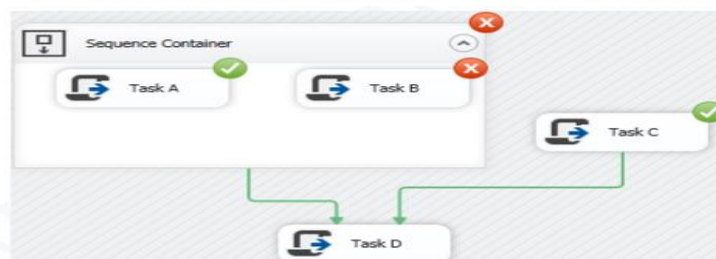 Sequence Container
Task A
Task B
Task C
Task D